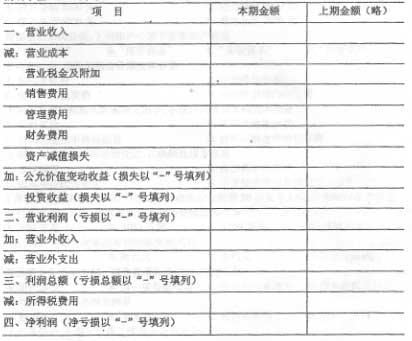 项 目 本期金额 上期金额（略）
一、营业收入
减：营业成本
营业税金及附加
销售费用
管理费用
财务费用
资产减值损失
加：公允价值变动收益（损失以“-”号填列）
投资收益（损失以“-”号填列）
二、营业利润（亏损以“-”号填列）
加：营业外收入
减：营业外支出
三、利润总额（亏损总额以“-”号填列）
减：所得税费用
四、净利润（净亏损以“-”号填列）